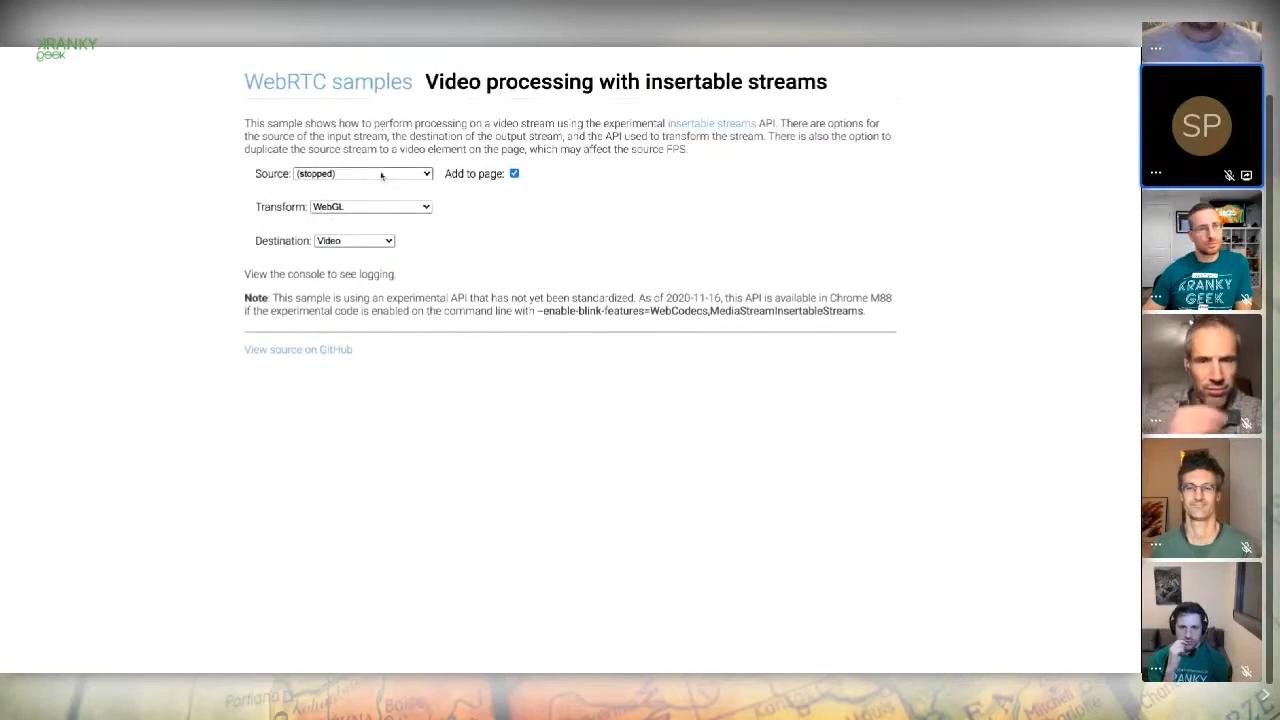 KRANKY
geek
WebRTC samples Video processing with insertable streams
This sample shows how to perform processing on a video stream using the experimental insertable streams API. There are options for
the source of the input stream, the destination of the output stream, and the API used to transform the stream. There is also the option to
duplicate the source stream to a video element on the page, which may affect the source FPS.
Source: (stopped) Add to page:
Transform: WebGL
Destination: Video
View the console to see logging.
Note: This sample is using an experimental API that has not yet been standardized. As of 2020-11-16, this API is available in Chrome M88
if the experimental code is enabled on the command line with --enable-blink-features=WebCodecs,MediaStreamInsertableStreams.
View source on GitHub
SP
KRANKY
GEEK
RANKY
Portland
Boise